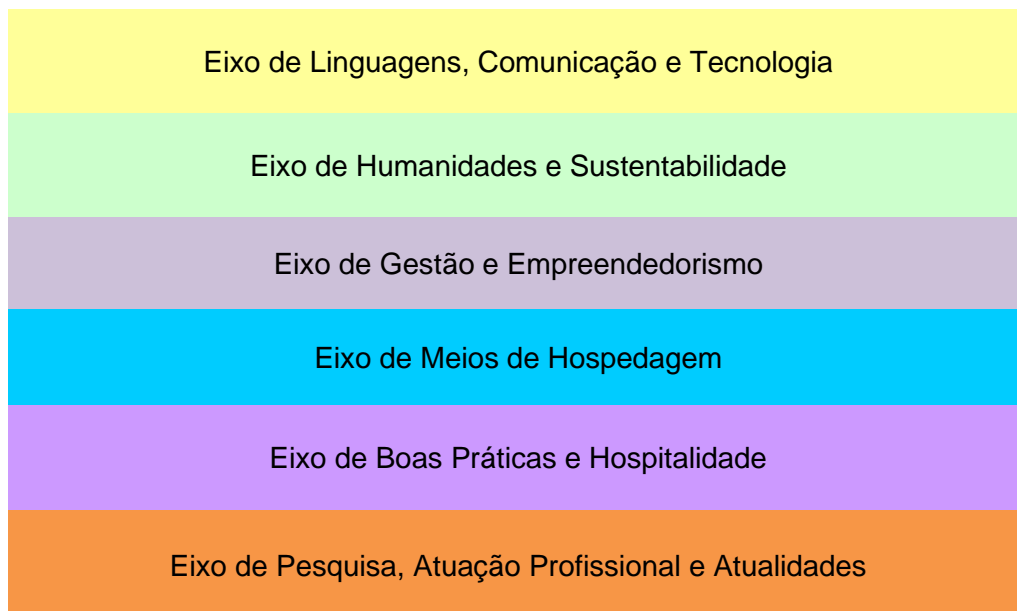 Eixo de Linguagens, Comunicação e Tecnologia
Eixo de Humanidades e Sustentabilidade
Eixo de Gestão e Empreendedorismo
Eixo de Meios de Hospedagem
Eixo de Boas Práticas e Hospitalidade
Eixo de Pesquisa, Atuação Profissional e Atualidades